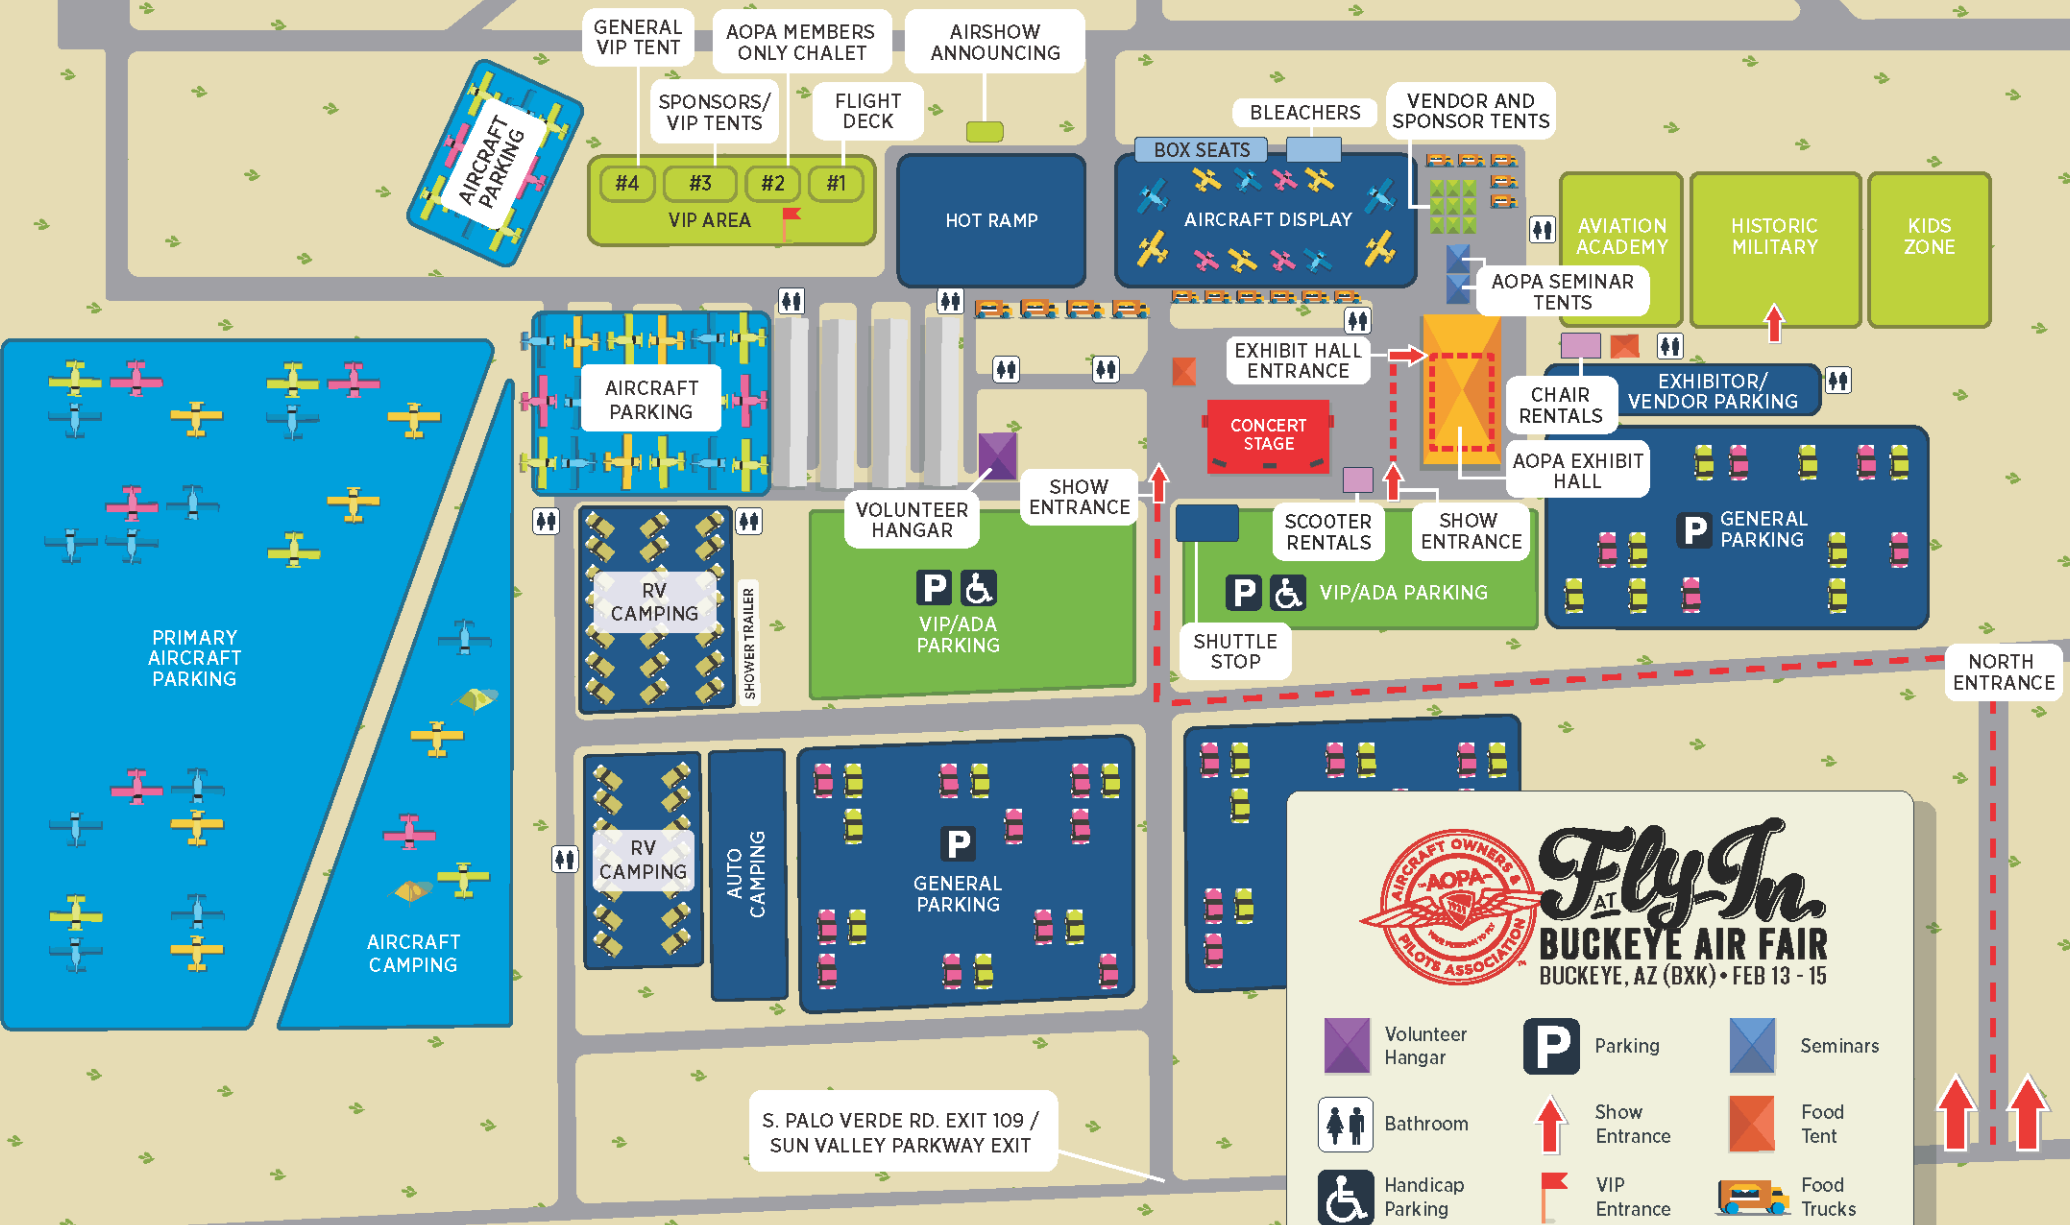 GENERAL
VIP TENT
AOPA MEMBERS
ONLY CHALET
AIRSHOW
ANNOUNCING
SPONSORS/
VIP TENTS
FLIGHT
DECK
BLEACHERS
VENDOR AND
SPONSOR TENTS
AIRCRAFT
PARKING
#4
#3
#2
#1
VIP AREA
HOT RAMP
BOX SEATS
AIRCRAFT DISPLAY
AVIATION
ACADEMY
HISTORIC
MILITARY
KIDS
ZONE
AOPA SEMINAR
TENTS
EXHIBIT HALL
ENTRANCE
AIRCRAFT
PARKING
CHAIR
RENTALS
EXHIBITOR/
VENDOR PARKING
CONCERT
STAGE
AOPA EXHIBIT
HALL
VOLUNTEER
HANGAR
SHOW
ENTRANCE
SCOOTER
RENTALS
SHOW
ENTRANCE
P
GENERAL
PARKING
RV
CAMPING
SHOWER TRAILER
P
VIP/ADA
PARKING
P
VIP/ADA PARKING
SHUTTLE
STOP
NORTH
ENTRANCE
PRIMARY
AIRCRAFT
PARKING
AIRCRAFT
CAMPING
RV
CAMPING
AUTO
CAMPING
P
GENERAL
PARKING
S. PALO VERDE RD. EXIT 109 /
SUN VALLEY PARKWAY EXIT
AIRCRAFT OWNERS &
PILOTS ASSOCIATION
AOPA
Fly-In
AT
BUCKEYE AIR FAIR
BUCKEYE, AZ (BXK) • FEB 13 - 15
Volunteer
Hangar
P
Parking
Seminars
Bathroom
Show
Entrance
Food
Tent
Handicap
Parking
VIP
Entrance
Food
Trucks